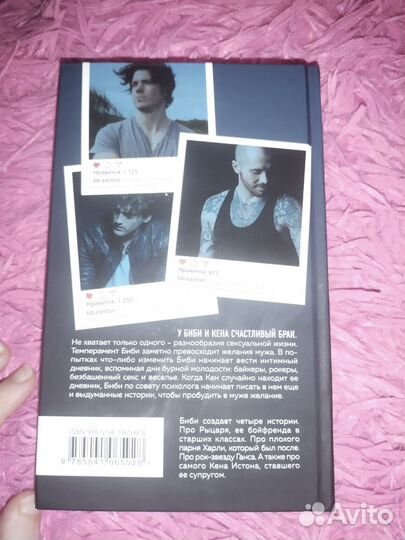 Нравится: 1 125
bb.easton
Нравится: 1 250
bb.easton
Нравится: 973
bb.easton
У БИБИ И КЕНА СЧАСТЛИВЫЙ БРАК.
Не хватает только одного – разнообразия сексуальной жизни.
Темперамент Биби заметно превосходит желания мужа. В по-
пытках что-либо изменить Биби начинает вести интимный
дневник, вспоминая дни бурной молодости: байкеры, рокеры,
безбашенный секс и веселье. Когда Кен случайно находит ее
дневник, Биби по совету психолога начинает писать в нем еще
и выдуманные истории, чтобы пробудить в муже желание.
Биби создает четыре истории.
Про Рыцаря, ее бойфренда в
старших классах. Про плохого
парня Харли, который был после.
Про рок-звезду Ганса. А также про
самого Кена Истона, ставшего
ее супругом.
9 785041 965928
Avito